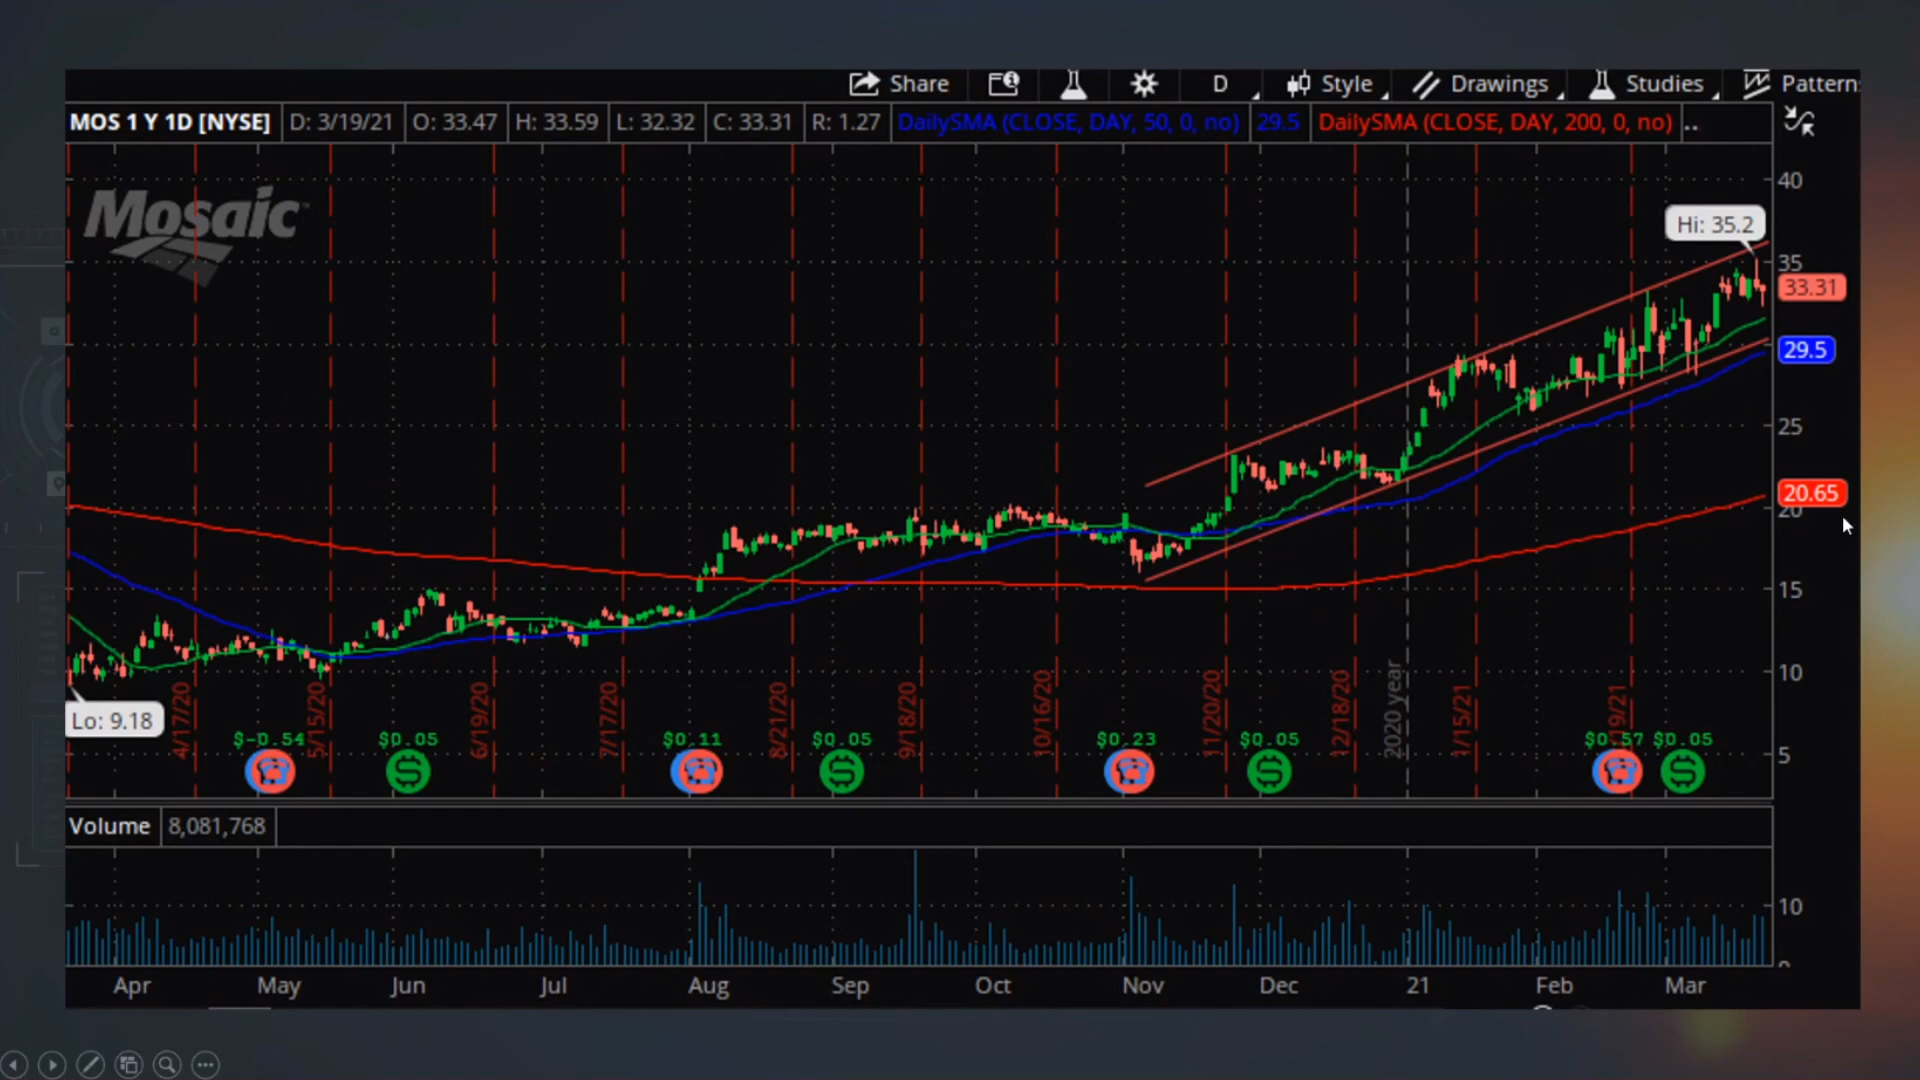 Share D Style Drawings Studies Pattern
MOS 1 Y 1D [NYSE] D: 3/19/21 O: 33.47 H: 33.59 L: 32.32 C: 33.31 R: 1.27 DailySMA (CLOSE, DAY, 50, 0, no) 29.5 DailySMA (CLOSE, DAY, 200, 0, no) ..
Mosaic
40
Hi: 35.2
35
33.31
29.5
25
20.65
20
15
10
Lo: 9.18
4/17/20 5/15/20 6/19/20 7/17/20 8/21/20 9/18/20 10/16/20 11/20/20 12/18/20 2020 year 1/15/21 19/21
$-0.54 $0.05 $0.11 $0.05 $0.23 $0.05 $0.57 $0.05
5
Volume 8,081,768
10
0
Apr May Jun Jul Aug Sep Oct Nov Dec 21 Feb Mar